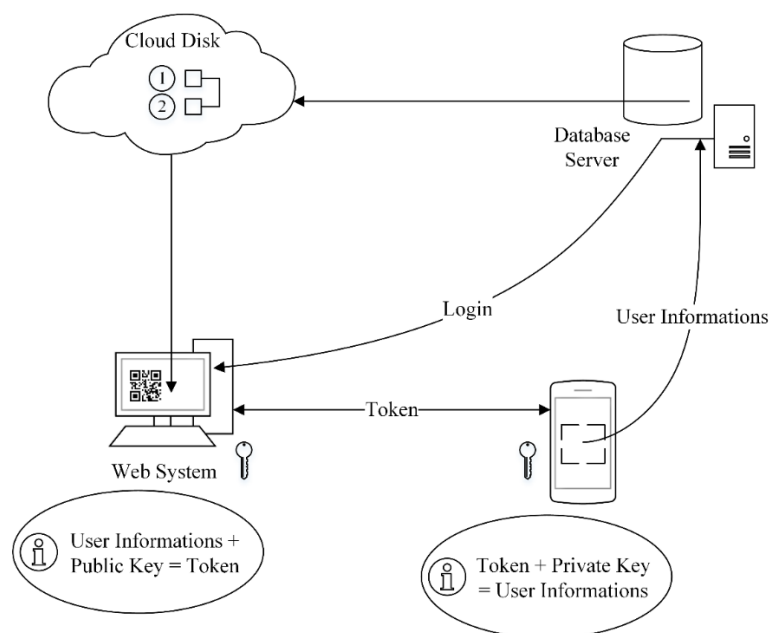 Cloud Disk
1
2
Database
Server
Login
User Informations
Token
Web System
User Informations +
Public Key = Token
Token + Private Key
= User Informations